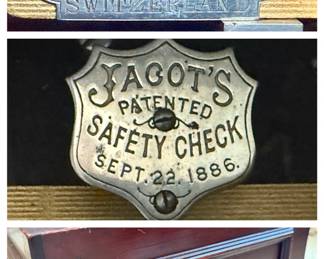 SWITZERLAND
JACOT'S
PATENTED
SAFETY CHECK
SEPT. 22. 1886.